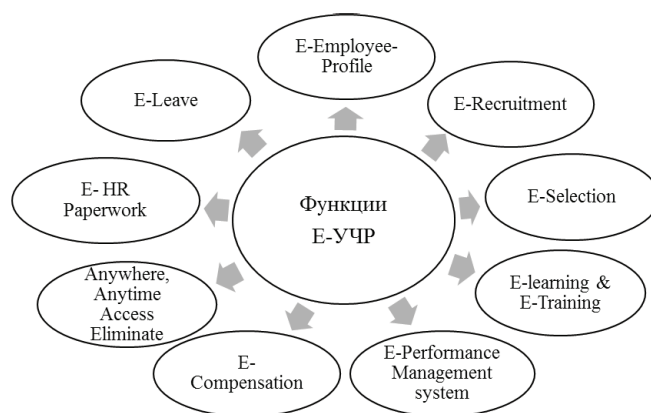 E-Employee-
Profile
E-Recruitment
E-Selection
E-learning &
E-Training
E-Performance
Management
system
E-
Compensation
Anywhere,
Anytime
Access
Eliminate
E- HR
Paperwork
E-Leave
Функции
Е-УЧР